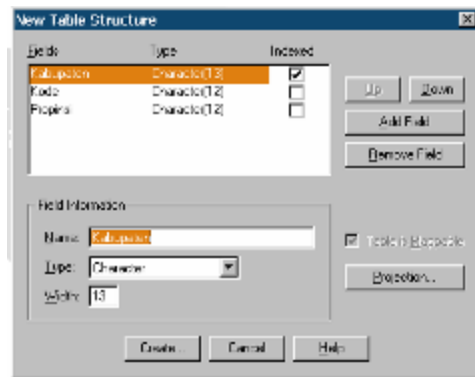 New Table Structure
Fields Type Indexed
Kabupaten Character(13)
Kode Character(12)
Propinsi Character(12)
Up Down
Add Field
Remove Field
Field Information
Name: Kabupaten
Table is Mappable
Type: Character
Projection...
Width: 13
Create... Cancel Help